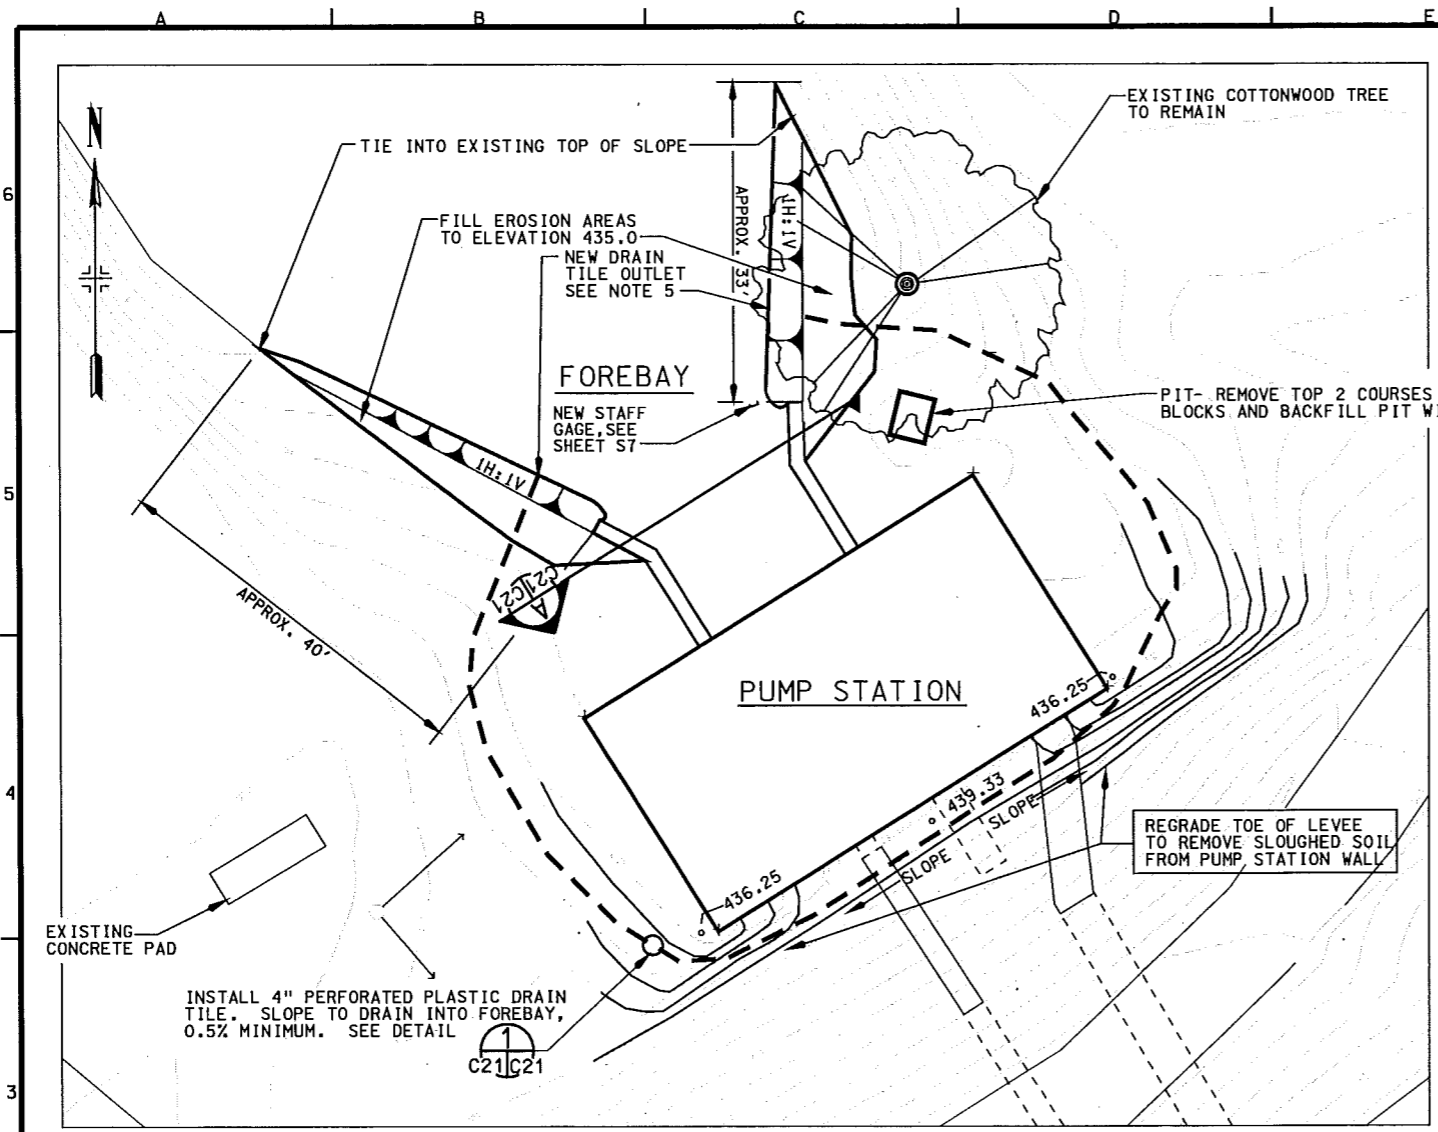 A B C D E
6
5
4
3
N
EXISTING COTTONWOOD TREE
TO REMAIN
TIE INTO EXISTING TOP OF SLOPE
FILL EROSION AREAS
TO ELEVATION 435.0
NEW DRAIN
TILE OUTLET
SEE NOTE 5
APPROX. 33'
1H:1V
FOREBAY
NEW STAFF
GAGE,SEE
SHEET S7
PIT- REMOVE TOP 2 COURSES
BLOCKS AND BACKFILL PIT
1H:1V
A
C21 C21
APPROX. 40'
PUMP STATION
436.25
439.33
SLOPE
SLOPE
436.25
REGRADE TOE OF LEVEE
TO REMOVE SLOUGHED SOIL
FROM PUMP STATION WALL
EXISTING
CONCRETE PAD
INSTALL 4" PERFORATED PLASTIC DRAIN
TILE. SLOPE TO DRAIN INTO FOREBAY,
0.5% MINIMUM. SEE DETAIL
1
C21 C21